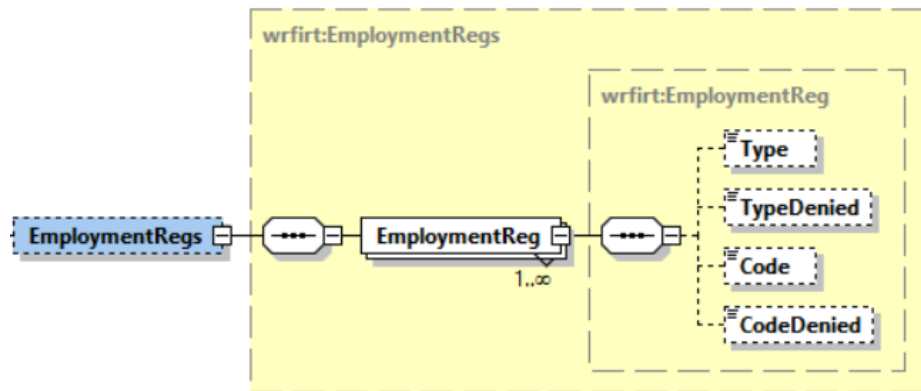 wrfirt:EmploymentRegs
wrfirt:EmploymentReg
Type
TypeDenied
EmploymentRegs
EmploymentReg
1..∞
Code
CodeDenied